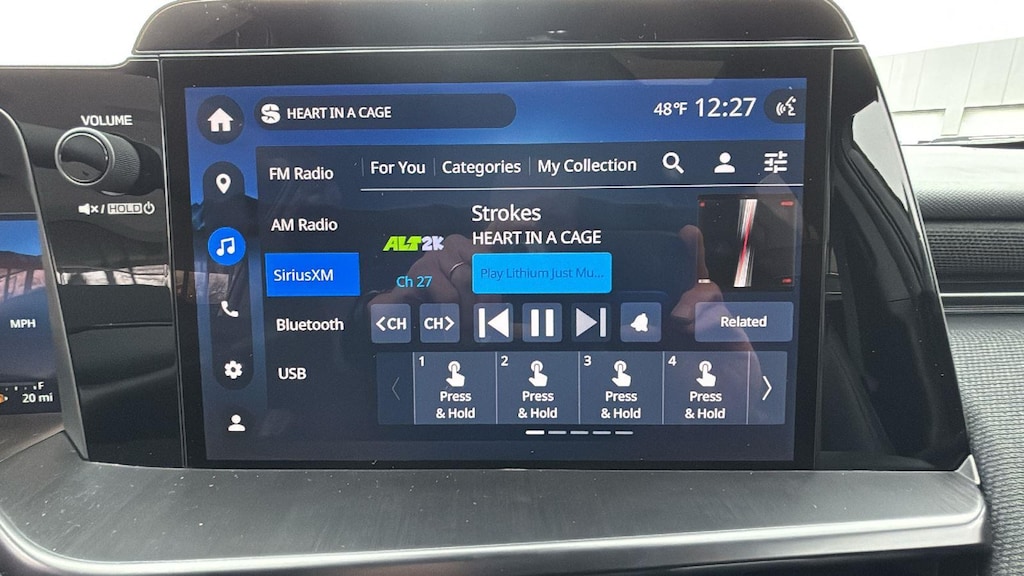 VOLUME
/ HOLD
HEART IN A CAGE
48°F 12:27
FM Radio
For You
Categories
My Collection
AM Radio
SiriusXM
Bluetooth
USB
ALT2K
Ch 27
Strokes
HEART IN A CAGE
Play Lithium Just Mu...
<CH
CH>
Related
1
Press
& Hold
2
Press
& Hold
3
Press
& Hold
4
Press
& Hold
MPH
F
20 mi